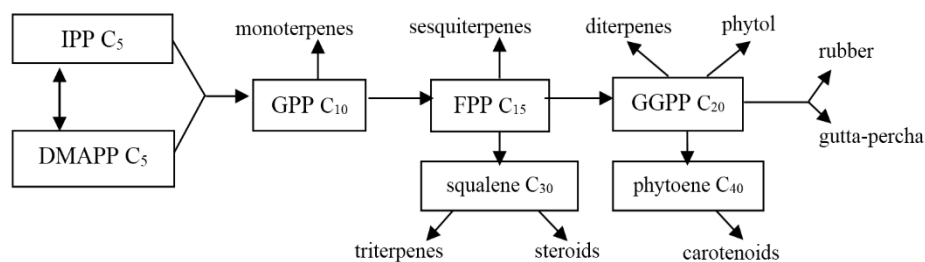 IPP C₅
monoterpenes
sesquiterpenes
diterpenes
phytol
rubber
GPP C₁₀
FPP C₁₅
GGPP C₂₀
DMAPP C₅
gutta-percha
squalene C₃₀
phytoene C₄₀
triterpenes
steroids
carotenoids